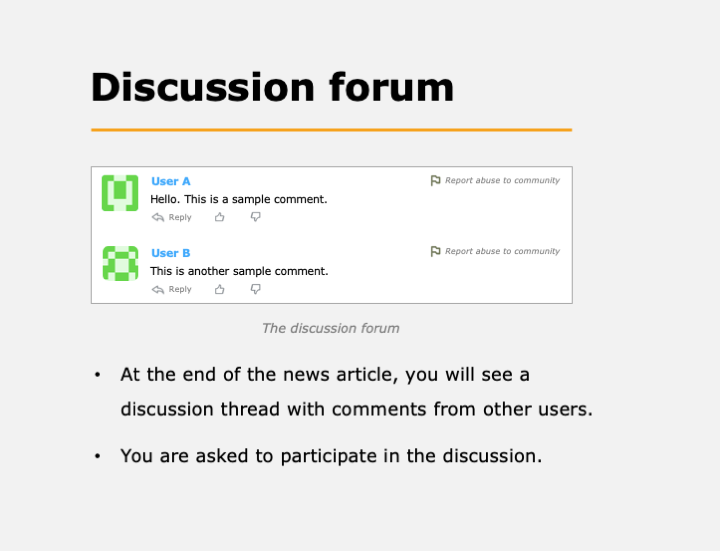 Discussion forum
User A
Report abuse to community
Hello. This is a sample comment.
Reply
User B
Report abuse to community
This is another sample comment.
Reply
The discussion forum
• At the end of the news article, you will see a
discussion thread with comments from other users.
• You are asked to participate in the discussion.